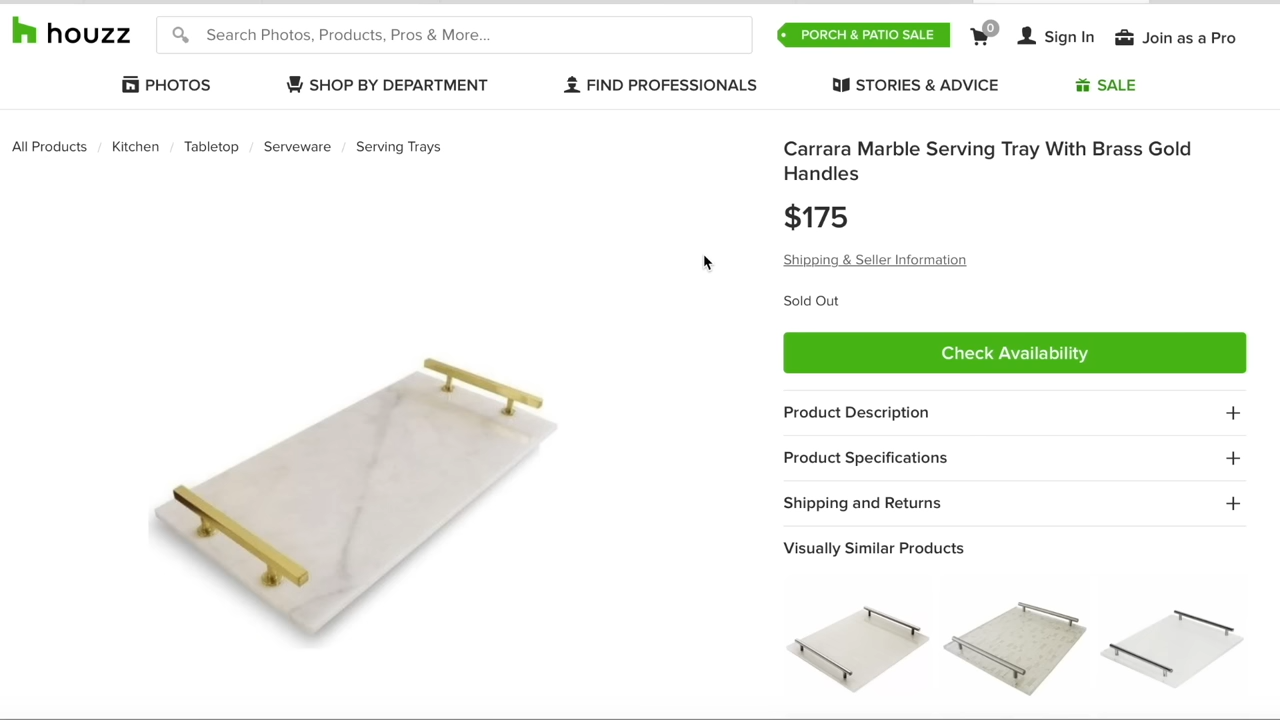 houzz
Search Photos, Products, Pros & More...
PORCH & PATIO SALE
0
Sign In
Join as a Pro
PHOTOS
SHOP BY DEPARTMENT
FIND PROFESSIONALS
STORIES & ADVICE
SALE
All Products / Kitchen / Tabletop / Serveware / Serving Trays
Carrara Marble Serving Tray With Brass Gold
Handles
$175
Shipping & Seller Information
Sold Out
Check Availability
Product Description
Product Specifications
Shipping and Returns
Visually Similar Products